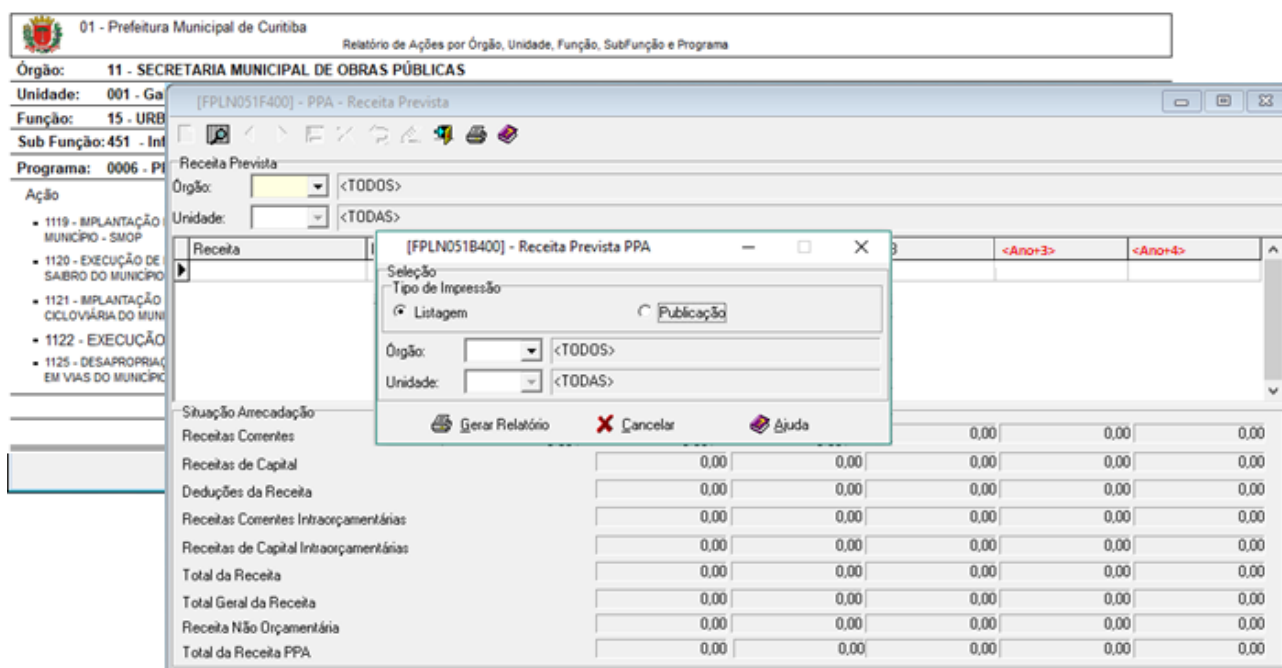 01 - Prefeitura Municipal de Curitiba
Relatório de Ações por Órgão, Unidade, Função, SubFunção e Programa
Órgão: 11 - SECRETARIA MUNICIPAL DE OBRAS PÚBLICAS
Unidade: 001 - Ga
Função: 15 - URB
Sub Função: 451 - Inf
Programa: 0006 - Pl
Ação
1119 - IMPLANTAÇÃO
MUNICÍPIO - SMOP
1120 - EXECUÇÃO DE
SAIBRO DO MUNICÍPIO
1121 - IMPLANTAÇÃO
CICLOVIÁRIA DO MUNI
1122 - EXECUÇÃO
1125 - DESAPROPRIAÇ
EM VIAS DO MUNICÍPIO
[FPLN051F400] - PPA - Receita Prevista
Receita Prevista
Órgão: <TODOS>
Unidade: <TODAS>
Receita <Ano+3> <Ano+4>
[FPLN051B400] - Receita Prevista PPA
Seleção
Tipo de Impressão
Listagem Publicação
Órgão: <TODOS>
Unidade: <TODAS>
Gerar Relatório Cancelar Ajuda
Situação Arrecadação
Receitas Correntes 0,00 0,00 0,00
Receitas de Capital 0,00 0,00 0,00 0,00 0,00
Deduções da Receita 0,00 0,00 0,00 0,00 0,00
Receitas Correntes Intraorçamentárias 0,00 0,00 0,00 0,00 0,00
Receitas de Capital Intraorçamentárias 0,00 0,00 0,00 0,00 0,00
Total da Receita 0,00 0,00 0,00 0,00 0,00
Total Geral da Receita 0,00 0,00 0,00 0,00 0,00
Receita Não Orçamentária 0,00 0,00 0,00 0,00 0,00
Total da Receita PPA 0,00 0,00 0,00 0,00 0,00